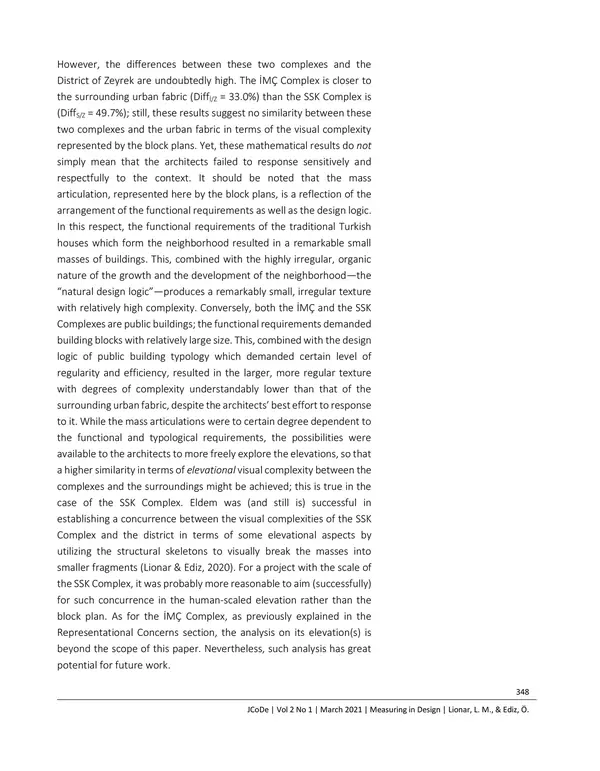 However, the differences between these two complexes and the
District of Zeyrek are undoubtedly high. The İMÇ Complex is closer to
the surrounding urban fabric (Diffİ/Z = 33.0%) than the SSK Complex is
(DiffS/Z = 49.7%); still, these results suggest no similarity between these
two complexes and the urban fabric in terms of the visual complexity
represented by the block plans. Yet, these mathematical results do not
simply mean that the architects failed to response sensitively and
respectfully to the context. It should be noted that the mass
articulation, represented here by the block plans, is a reflection of the
arrangement of the functional requirements as well as the design logic.
In this respect, the functional requirements of the traditional Turkish
houses which form the neighborhood resulted in a remarkable small
masses of buildings. This, combined with the highly irregular, organic
nature of the growth and the development of the neighborhood—the
“natural design logic”—produces a remarkably small, irregular texture
with relatively high complexity. Conversely, both the İMÇ and the SSK
Complexes are public buildings; the functional requirements demanded
building blocks with relatively large size. This, combined with the design
logic of public building typology which demanded certain level of
regularity and efficiency, resulted in the larger, more regular texture
with degrees of complexity understandably lower than that of the
surrounding urban fabric, despite the architects’ best effort to response
to it. While the mass articulations were to certain degree dependent to
the functional and typological requirements, the possibilities were
available to the architects to more freely explore the elevations, so that
a higher similarity in terms of elevational visual complexity between the
complexes and the surroundings might be achieved; this is true in the
case of the SSK Complex. Eldem was (and still is) successful in
establishing a concurrence between the visual complexities of the SSK
Complex and the district in terms of some elevational aspects by
utilizing the structural skeletons to visually break the masses into
smaller fragments (Lionar & Ediz, 2020). For a project with the scale of
the SSK Complex, it was probably more reasonable to aim (successfully)
for such concurrence in the human-scaled elevation rather than the
block plan. As for the İMÇ Complex, as previously explained in the
Representational Concerns section, the analysis on its elevation(s) is
beyond the scope of this paper. Nevertheless, such analysis has great
potential for future work.
348
JCoDe | Vol 2 No 1 | March 2021 | Measuring in Design | Lionar, L. M., & Ediz, Ö.